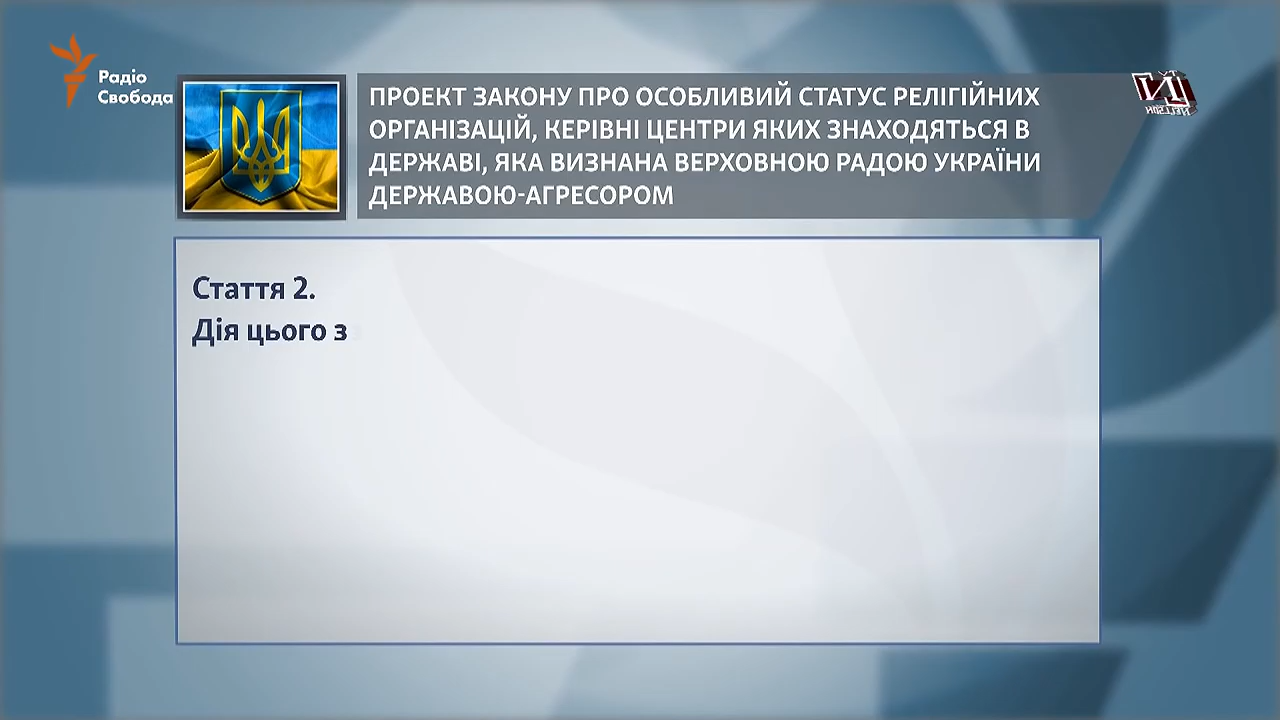 Радіо
Свобода
ПРОЕКТ ЗАКОНУ ПРО ОСОБЛИВИЙ СТАТУС РЕЛІГІЙНИХ
ОРГАНІЗАЦІЙ, КЕРІВНІ ЦЕНТРИ ЯКИХ ЗНАХОДЯТЬСЯ В
ДЕРЖАВІ, ЯКА ВИЗНАНА ВЕРХОВНОЮ РАДОЮ УКРАЇНИ
ДЕРЖАВОЮ-АГРЕСОРОМ
Стаття 2.
Дія цього з